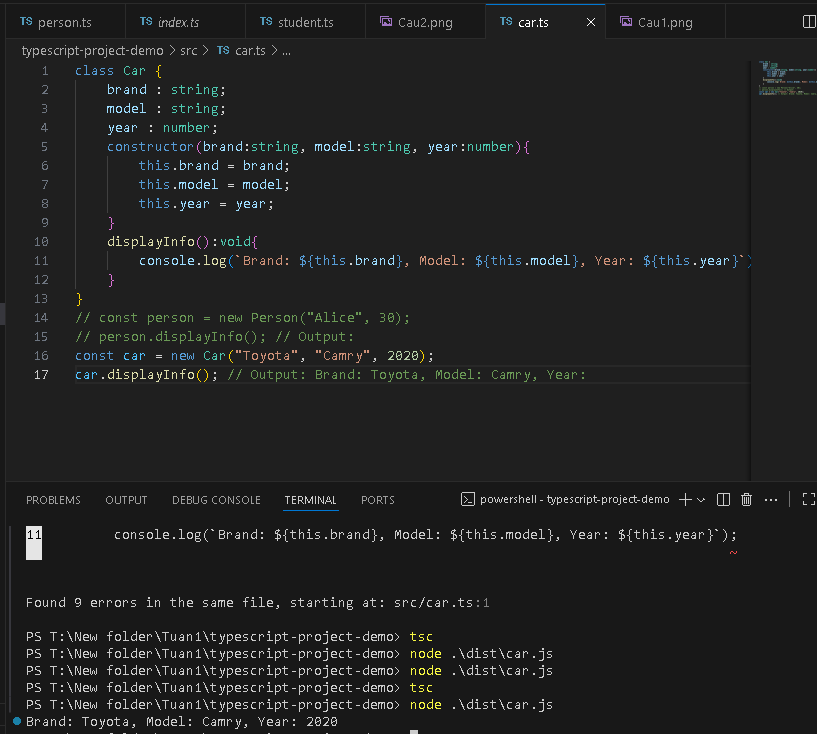 TS person.ts TS index.ts TS student.ts Cau2.png TS car.ts Cau1.png
typescript-project-demo > src > TS car.ts > ...
1 class Car {
2 brand : string;
3 model : string;
4 year : number;
5 constructor(brand:string, model:string, year:number){
6 this.brand = brand;
7 this.model = model;
8 this.year = year;
9 }
10 displayInfo():void{
11 console.log(`Brand: ${this.brand}, Model: ${this.model}, Year: ${this.year}`)
12 }
13 }
14 // const person = new Person("Alice", 30);
15 // person.displayInfo(); // Output:
16 const car = new Car("Toyota", "Camry", 2020);
17 car.displayInfo(); // Output: Brand: Toyota, Model: Camry, Year:
PROBLEMS OUTPUT DEBUG CONSOLE TERMINAL PORTS powershell - typescript-project-demo
11 console.log(`Brand: ${this.brand}, Model: ${this.model}, Year: ${this.year}`);
~
Found 9 errors in the same file, starting at: src/car.ts:1
PS T:\New folder\Tuan1\typescript-project-demo> tsc
PS T:\New folder\Tuan1\typescript-project-demo> node .\dist\car.js
PS T:\New folder\Tuan1\typescript-project-demo> node .\dist\car.js
PS T:\New folder\Tuan1\typescript-project-demo> tsc
PS T:\New folder\Tuan1\typescript-project-demo> node .\dist\car.js
Brand: Toyota, Model: Camry, Year: 2020